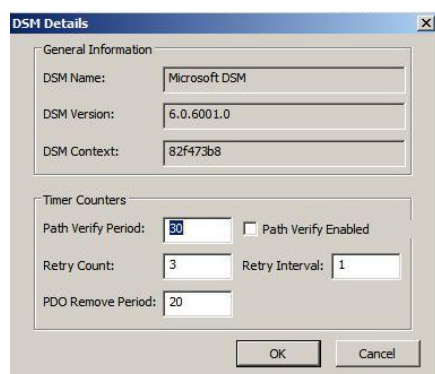 DSM Details
General Information
DSM Name: Microsoft DSM
DSM Version: 6.0.6001.0
DSM Context: 82f473b8
Timer Counters
Path Verify Period: 30 Path Verify Enabled
Retry Count: 3 Retry Interval: 1
PDO Remove Period: 20
OK Cancel